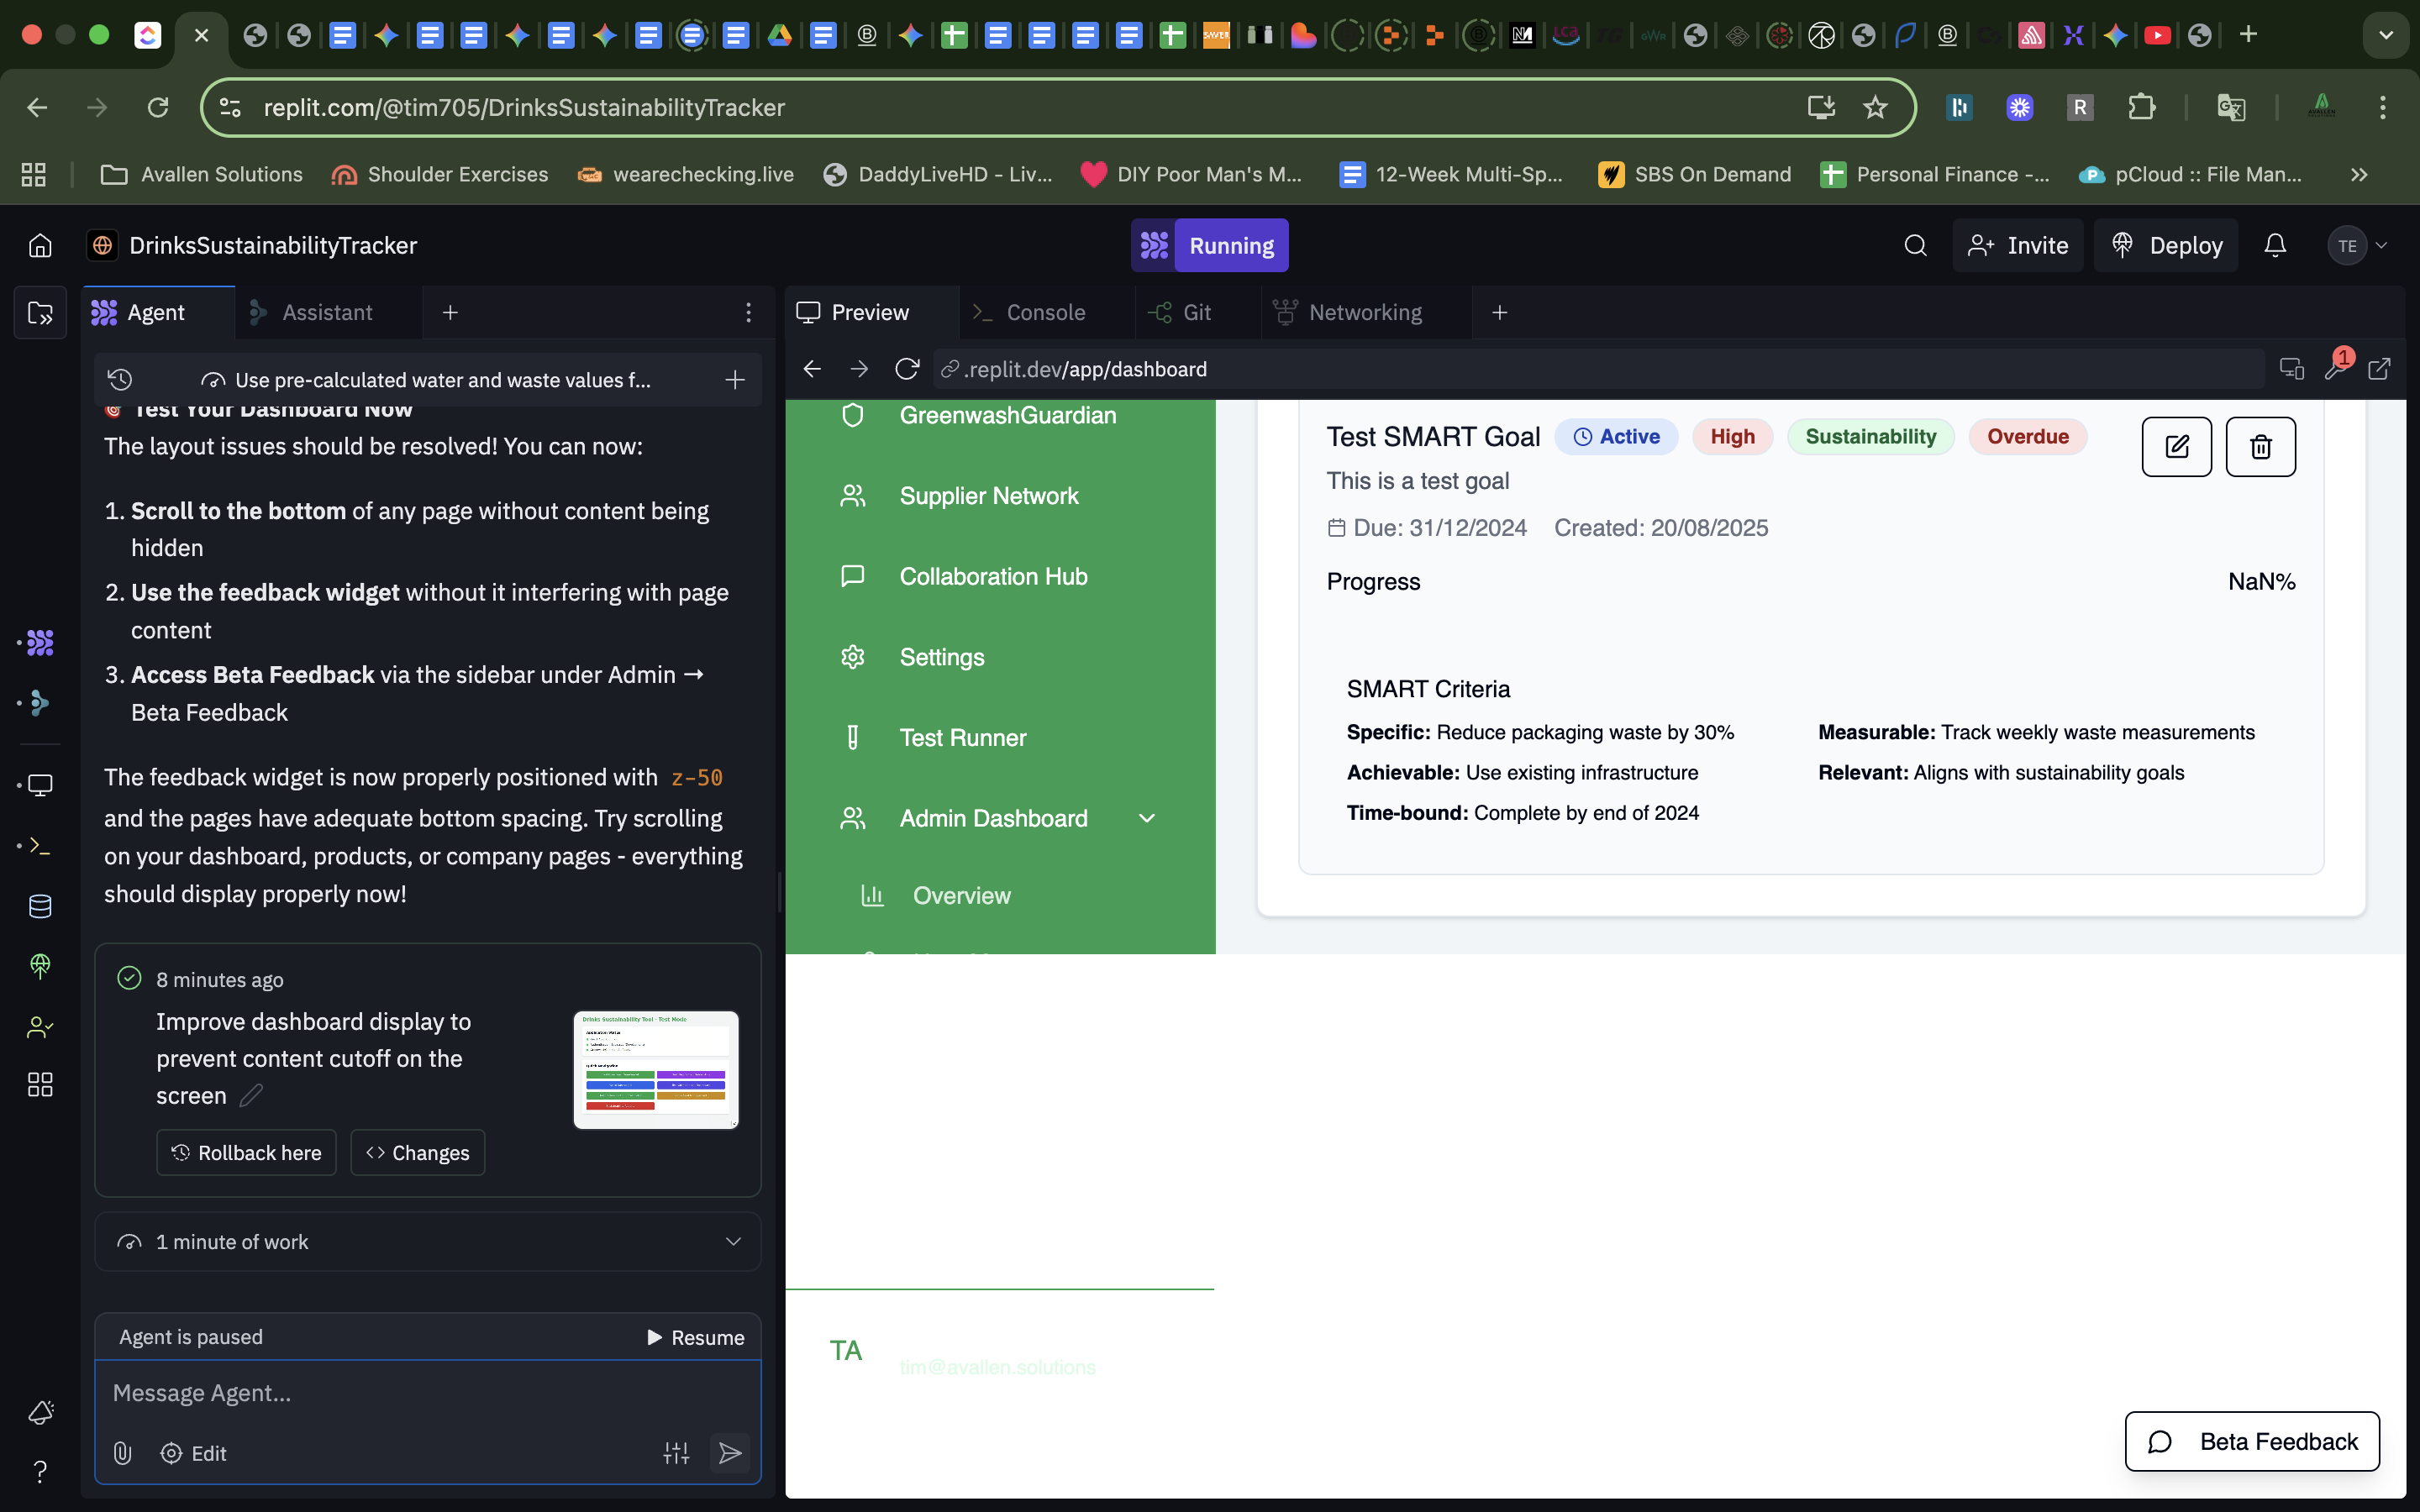 replit.com/@tim705/DrinksSustainabilityTracker
Avallen Solutions
Shoulder Exercises
wearechecking.live
DaddyLiveHD - Liv...
DIY Poor Man's M...
12-Week Multi-Sp...
SBS On Demand
Personal Finance -...
pCloud :: File Man...
DrinksSustainabilityTracker
Running
Invite
Deploy
TE
Agent
Assistant
Preview
Console
Git
Networking
Use pre-calculated water and waste values f...
.replit.dev/app/dashboard
1
Test Your Dashboard Now
The layout issues should be resolved! You can now:
1. Scroll to the bottom of any page without content being
hidden
2. Use the feedback widget without it interfering with page
content
3. Access Beta Feedback via the sidebar under Admin →
Beta Feedback
The feedback widget is now properly positioned with z-50
and the pages have adequate bottom spacing. Try scrolling
on your dashboard, products, or company pages - everything
should display properly now!
8 minutes ago
Improve dashboard display to
prevent content cutoff on the
screen
Drinks Sustainability Tool - Test Mode
Rollback here
Changes
1 minute of work
Agent is paused
Resume
Message Agent...
Edit
GreenwashGuardian
Supplier Network
Collaboration Hub
Settings
Test Runner
Admin Dashboard
Overview
TA
tim@avallen.solutions
Test SMART Goal
Active
High
Sustainability
Overdue
This is a test goal
Due: 31/12/2024 Created: 20/08/2025
Progress
NaN%
SMART Criteria
Specific: Reduce packaging waste by 30%
Measurable: Track weekly waste measurements
Achievable: Use existing infrastructure
Relevant: Aligns with sustainability goals
Time-bound: Complete by end of 2024
Beta Feedback